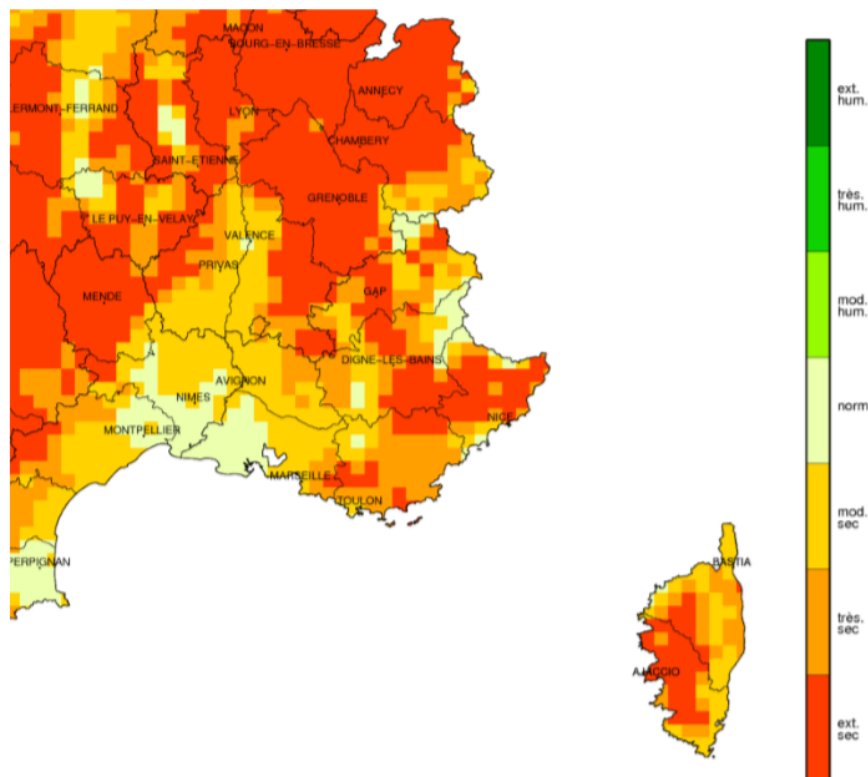 MACON
BOURG-EN-BRESSE
ANNECY
LERMONT-FERRAND
LYON
CHAMBERY
SAINT-ETIENNE
GRENOBLE
LE PUY-EN-VELAY
VALENCE
PRIVAS
MENDE
GAP
DIGNE-LES-BAINS
AVIGNON
NIMES
NICE
MONTPELLIER
MARSEILLE
TOULON
PERPIGNAN
BASTIA
AJACCIO
ext.
hum.
très.
hum.
mod.
hum.
norm
mod.
sec
très.
sec
ext.
sec